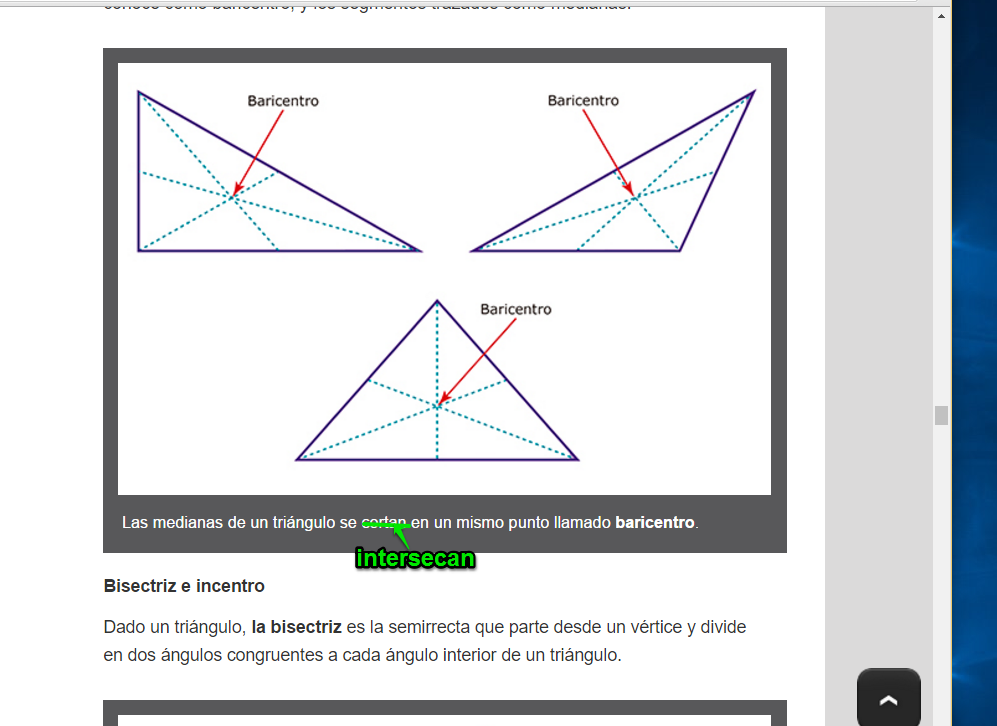 conoce como baricentro, y los segmentos trazados como medianas.
Baricentro
Baricentro
Baricentro
Las medianas de un triángulo se cortan en un mismo punto llamado baricentro.
intersecan
Bisectriz e incentro
Dado un triángulo, la bisectriz es la semirrecta que parte desde un vértice y divide
en dos ángulos congruentes a cada ángulo interior de un triángulo.